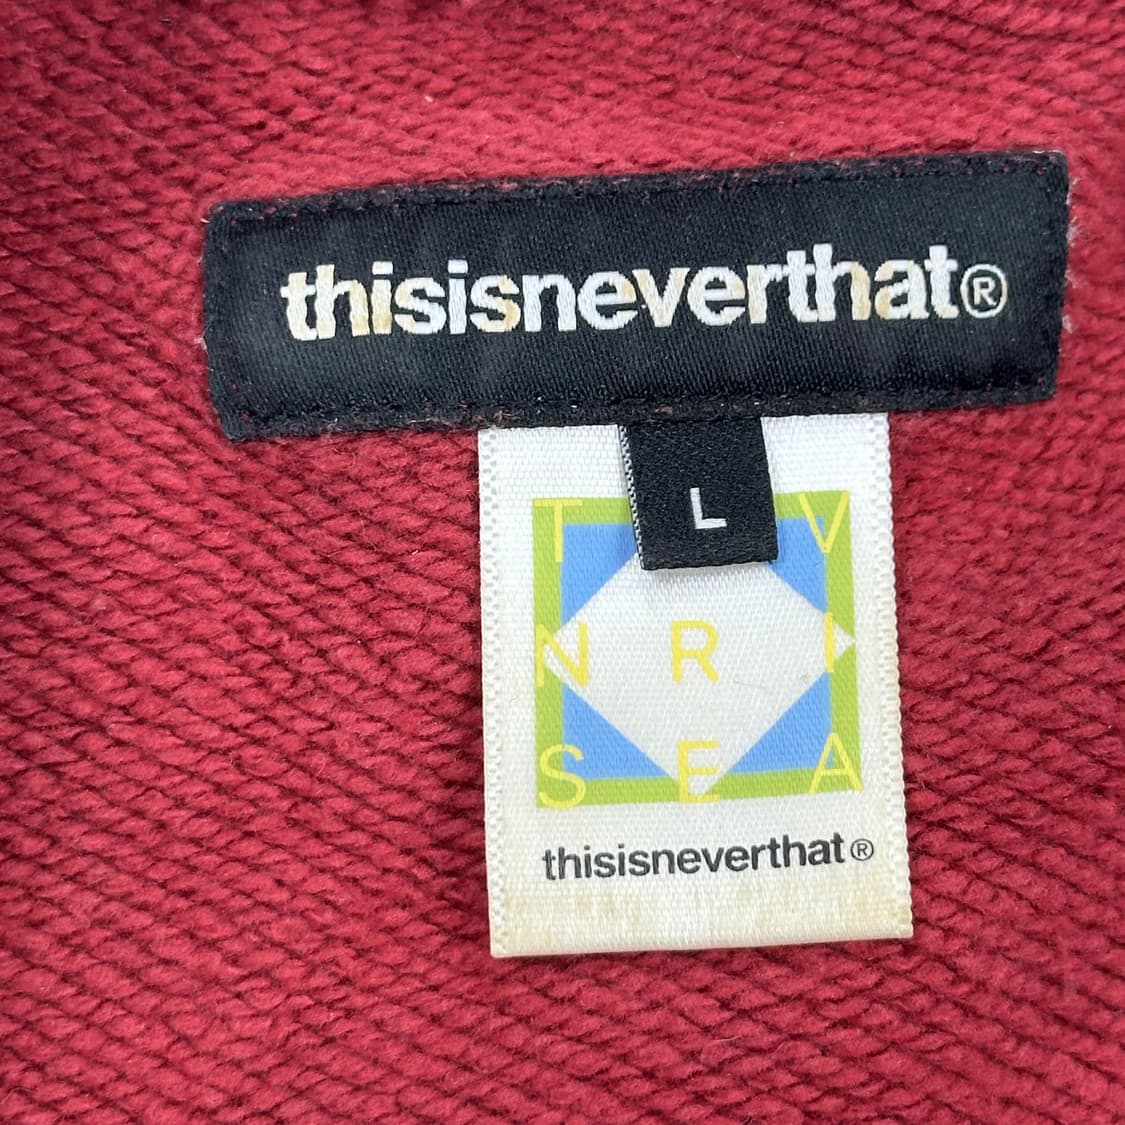 thisisneverthat®
L
T V
N R I
S E A
thisisneverthat®